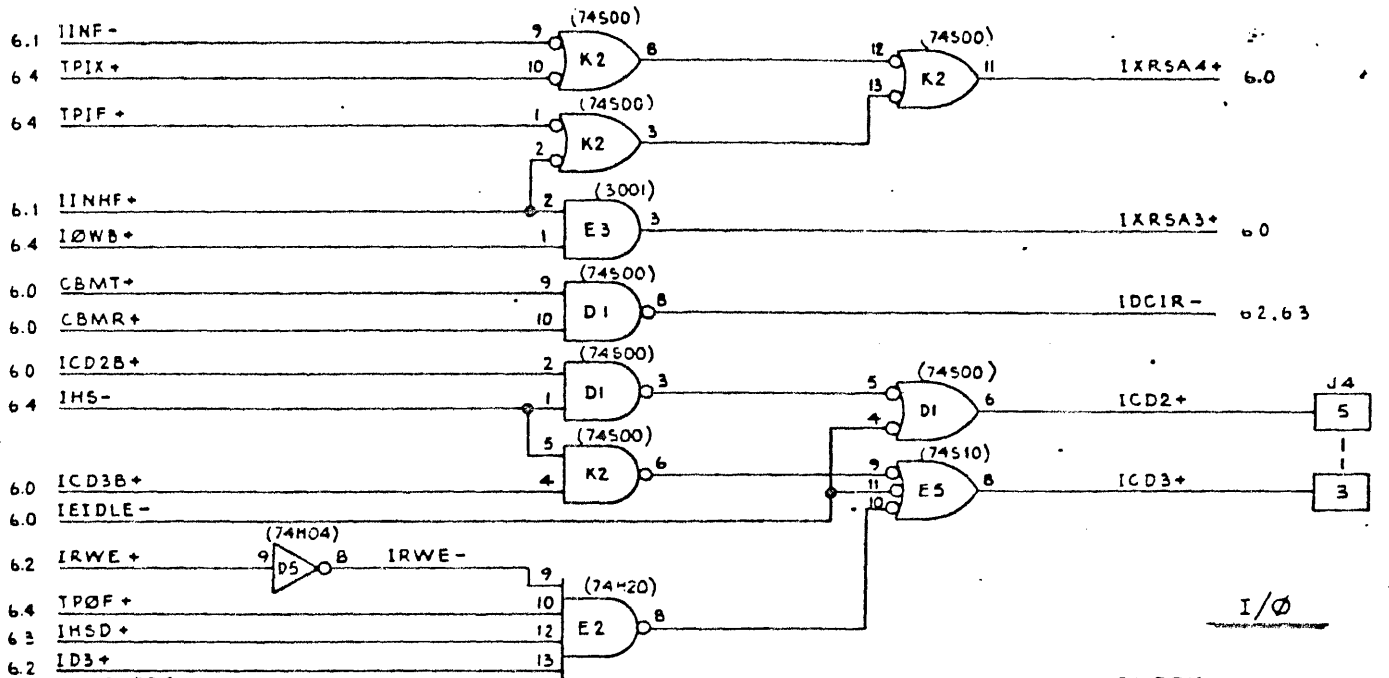 (74S00)
6.1 IINF- 9 K2 8 12 (74S00)
6.4 TPIX+ 10 13 K2 11 IXRSA4+ 6.0
(74S00)
6.4 TPIF+ 1 K2 3
2
(3001)
6.1 IINHF+ 2 E3 3 IXRSA3+ 6.0
6.4 IØWB+ 1
(74S00)
6.0 CBMT+ 9 D1 8 IDCIR- 62,63
6.0 CBMR+ 10
(74S00)
6.0 ICD2B+ 2 D1 3 5 (74S00) J4
6.4 IHS- 1 4 D1 6 ICD2+ 5
(74S00) (74S10)
5 K2 6 9 E5 8 ICD3+ 3
6.0 ICD3B+ 4 11
6.0 IEIDLE- 10
(74H04)
6.2 IRWE+ 9 D5 8 IRWE- 9
(74H20)
6.4 TPØF+ 10 E2 8 I/Ø
6.3 IHSD+ 12
6.2 ID3+ 13